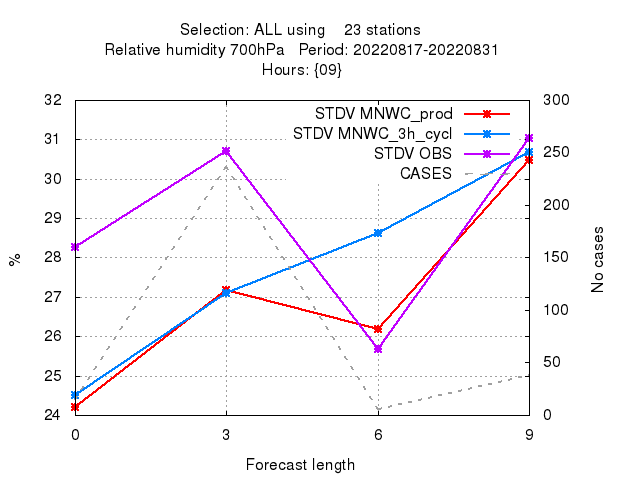 Selection: ALL using    23 stations
Relative humidity 700hPa   Period: 20220817-20220831
Hours: {09}
32
31
30
29
28
27
26
25
24
300
250
200
150
100
50
0
STDV MNWC_prod
STDV MNWC_3h_cycl
STDV OBS
CASES
%
No cases
0 3 6 9
Forecast length